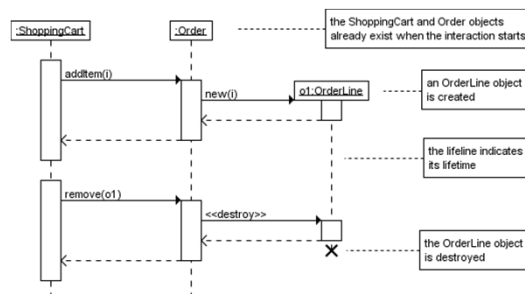 :ShoppingCart
:Order
the ShoppingCart and Order objects
already exist when the interaction starts
addItem(i)
new(i)
o1:OrderLine
an OrderLine object
is created
the lifeline indicates
its lifetime
remove(o1)
<<destroy>>
the OrderLine object
is destroyed